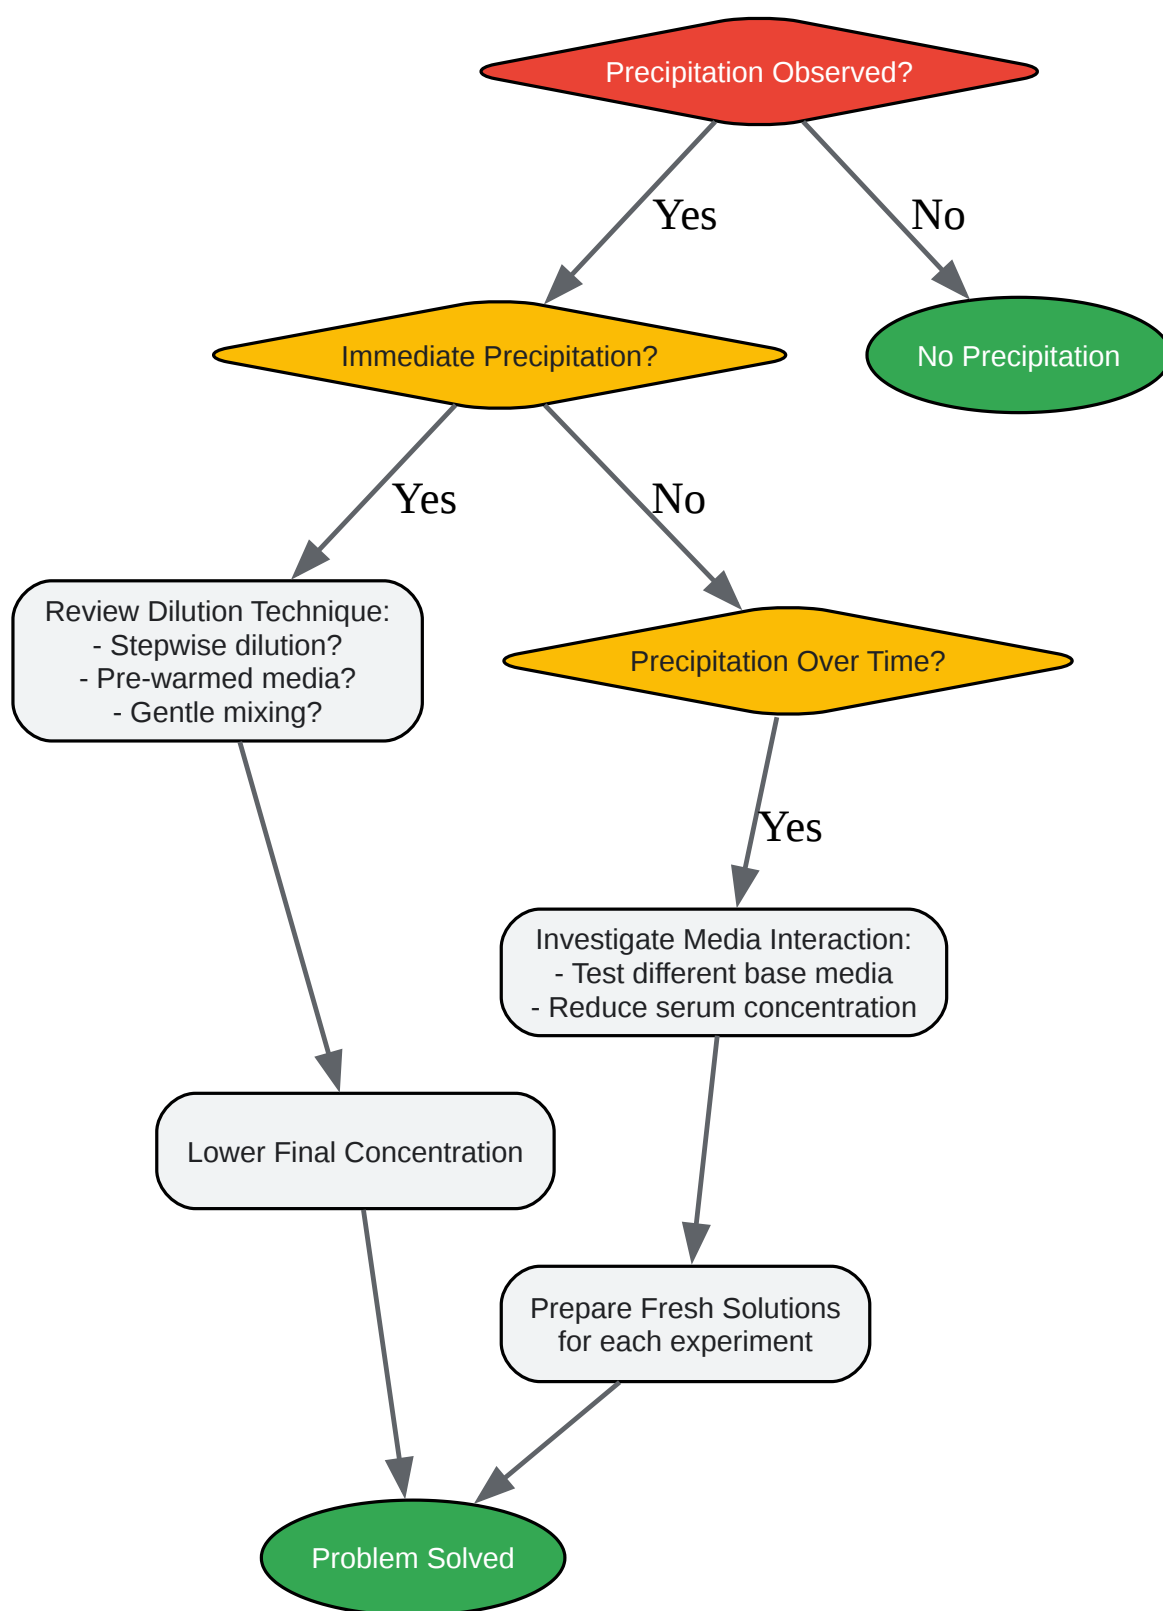 Precipitation Observed?
Yes
No
Immediate Precipitation?
No Precipitation
Yes
No
Review Dilution Technique:
- Stepwise dilution?
- Pre-warmed media?
- Gentle mixing?
Precipitation Over Time?
Yes
Investigate Media Interaction:
- Test different base media
- Reduce serum concentration
Lower Final Concentration
Prepare Fresh Solutions
for each experiment
Problem Solved